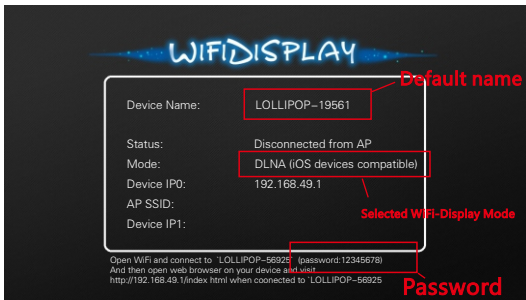 WIFIDISPLAY
Default name
Device Name: LOLLIPOP-19561
Status: Disconnected from AP
Mode: DLNA (iOS devices compatible)
Device IP0: 192.168.49.1
AP SSID:
Selected WiFi-Display Mode
Device IP1:
Open WiFi and connect to `LOLLIPOP-56925` (password:12345678)
And then open web browser on your device and visit
http://192.168.49.1/index html when coonected to `LOLLIPOP-56925
Password